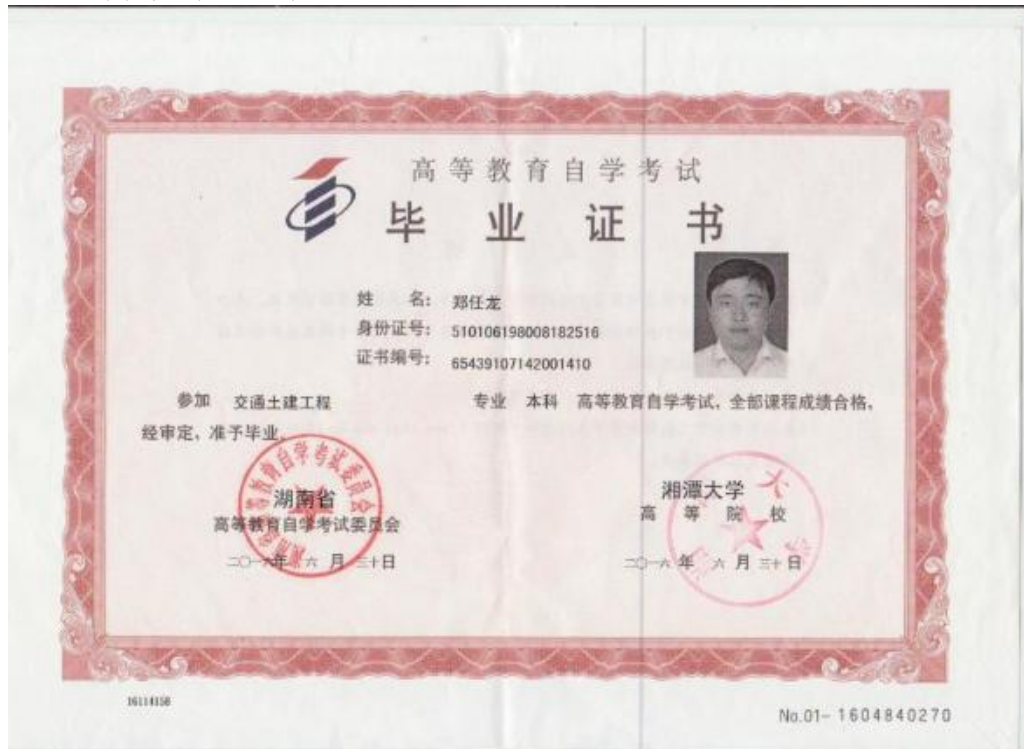 高等教育自学考试
毕业证书
姓 名: 郑任龙
身份证号: 510106198008182516
证书编号: 65439107142001410
参加 交通土建工程 专业 本科 高等教育自学考试, 全部课程成绩合格,
经审定, 准予毕业。
湖南省 湘潭大学
高等教育自学考试委员会 高等院校
二〇一六年 六 月 三十日 二〇一六 年 六 月 三十 日
16114158
No.01- 1604840270